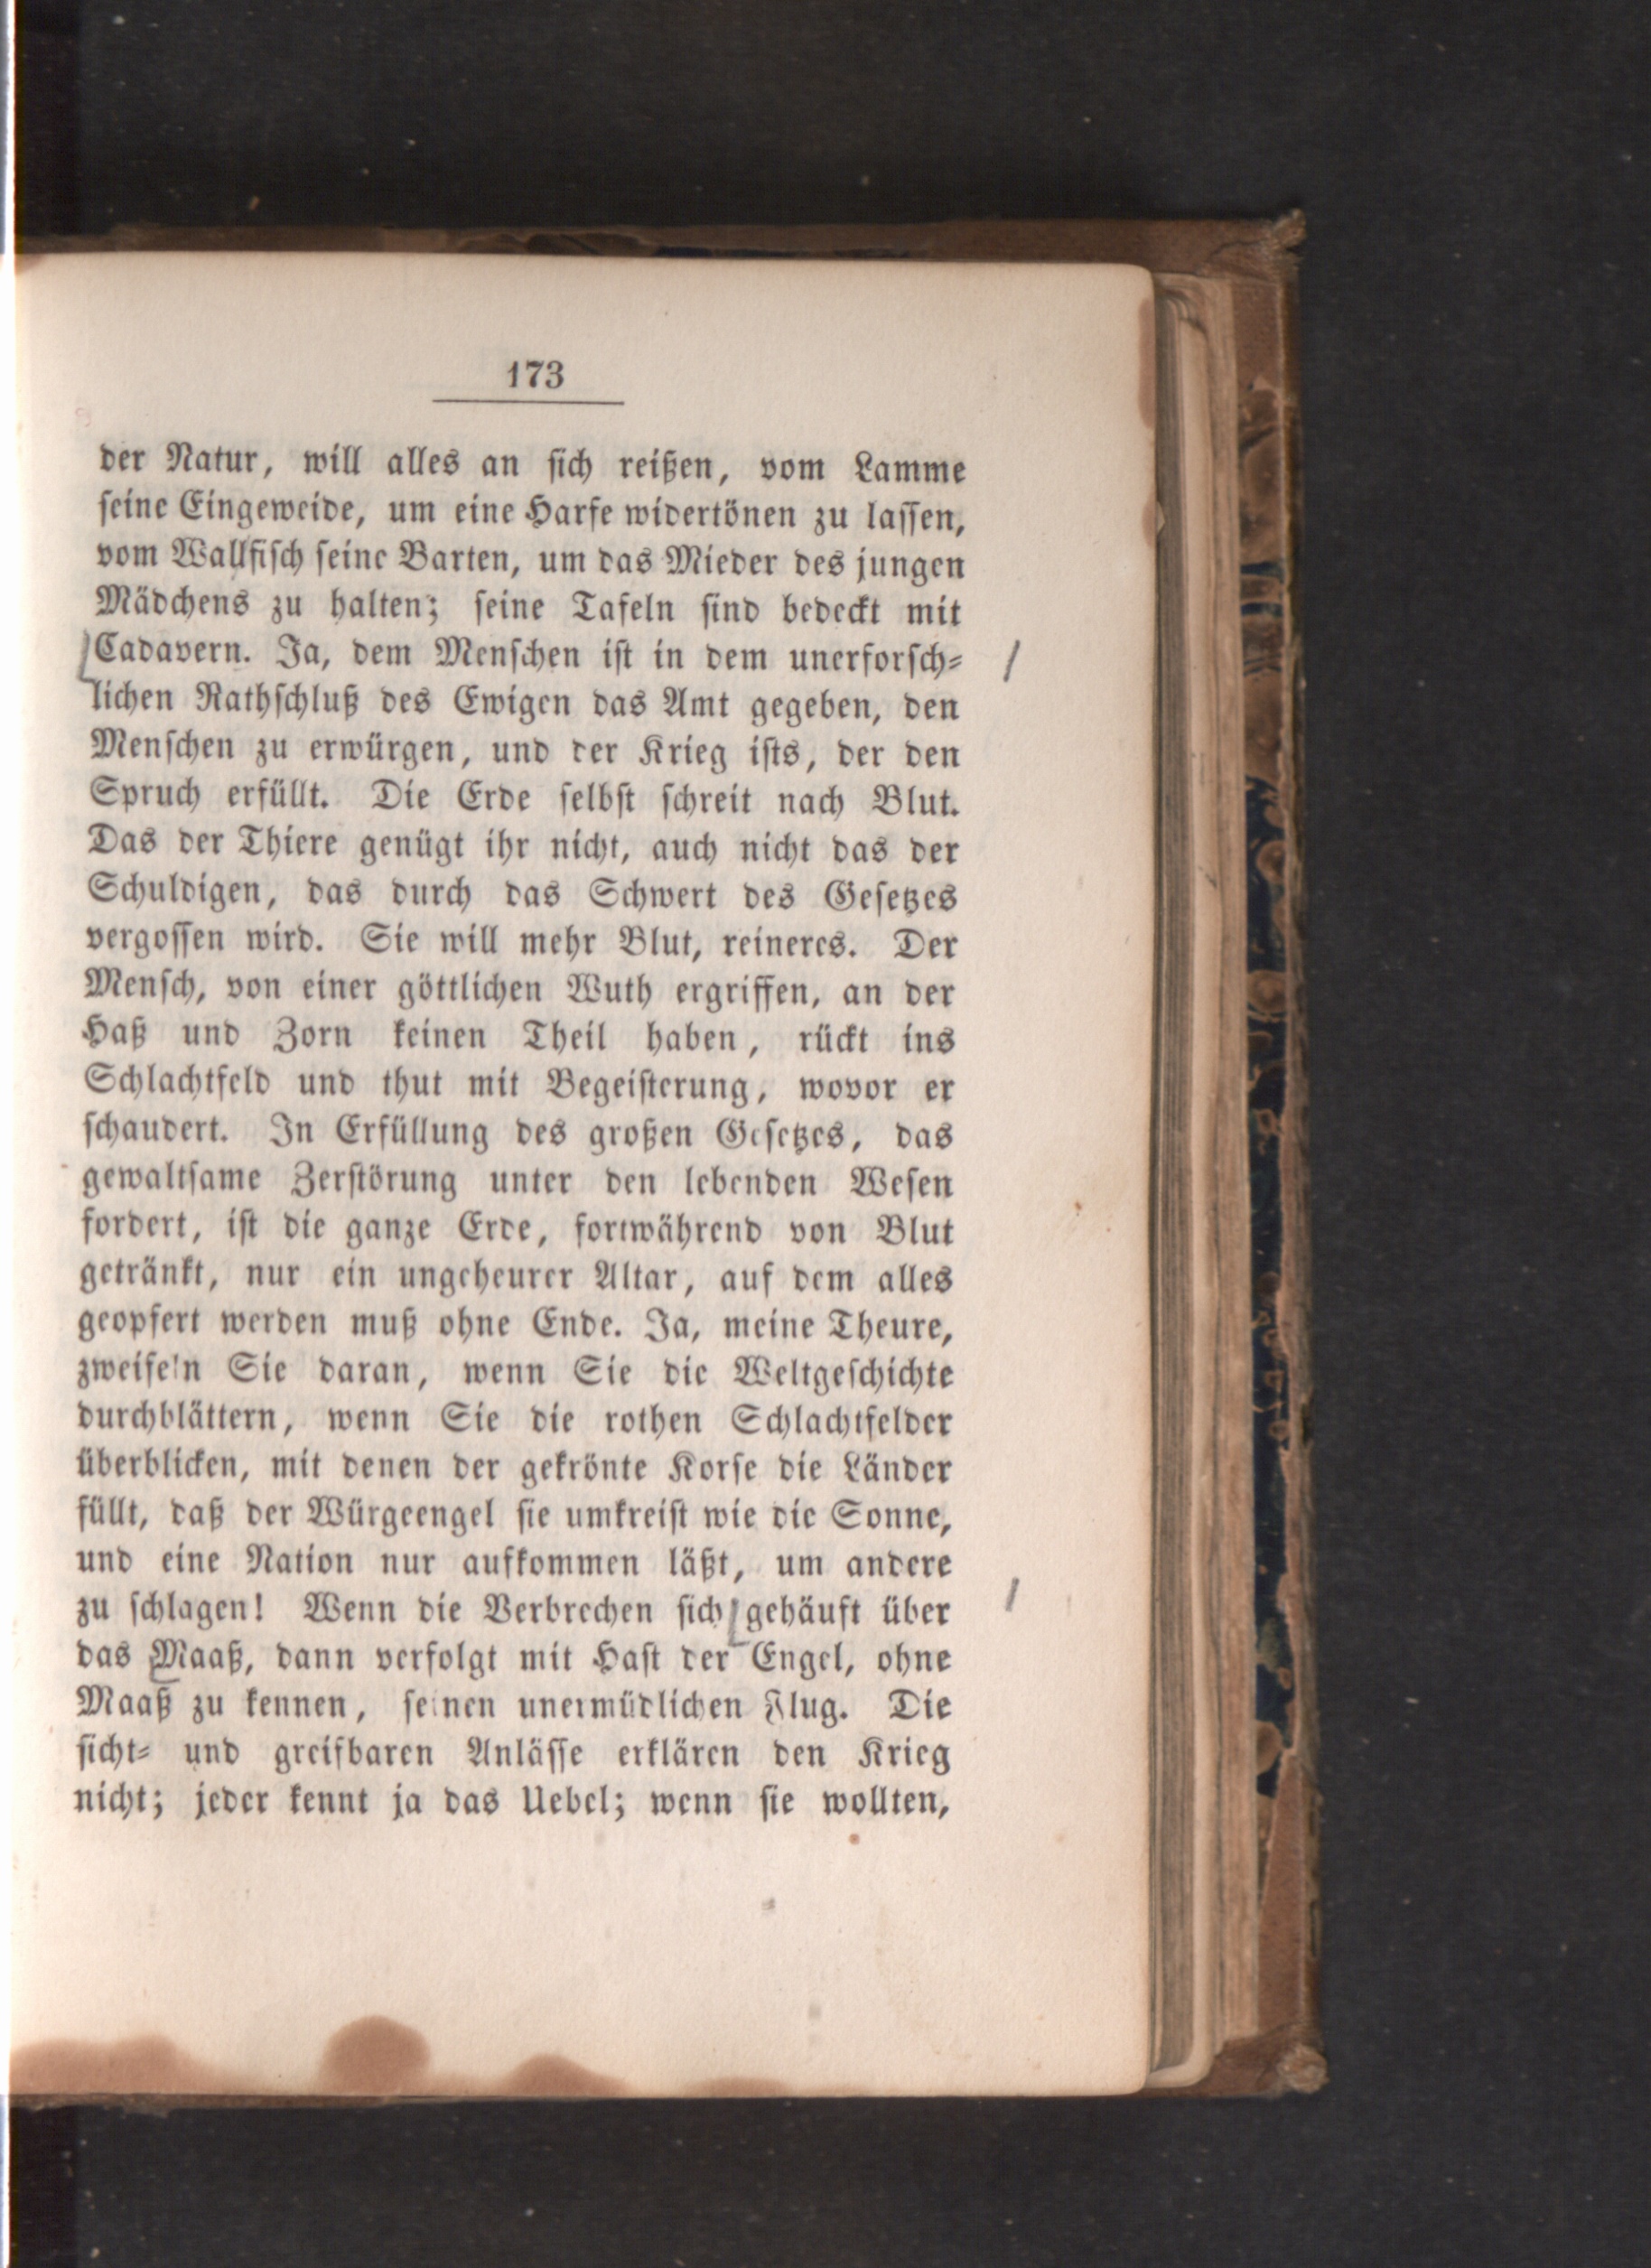 173
der Natur, will alles an ſich reißen, vom Lamme
ſeine Eingeweide, um eine Harfe widertönen zu laſſen,
vom Wallfiſch ſeine Barten, um das Mieder des jungen
Mädchens zu halten; ſeine Tafeln ſind bedeckt mit
Cadavern. Ja, dem Menſchen iſt in dem unerforſch⸗
lichen Rathſchluß des Ewigen das Amt gegeben, den
Menſchen zu erwürgen, und der Krieg iſts, der den
Spruch erfüllt. Die Erde ſelbſt ſchreit nach Blut.
Das der Thiere genügt ihr nicht, auch nicht das der
Schuldigen, das durch das Schwert des Geſetzes
vergoſſen wird. Sie will mehr Blut, reineres. Der
Menſch, von einer göttlichen Wuth ergriffen, an der
Haß und Zorn keinen Theil haben, rückt ins
Schlachtfeld und thut mit Begeiſterung, wovor er
ſchaudert. In Erfüllung des großen Geſetzes, das
gewaltſame Zerſtörung unter den lebenden Weſen
fordert, iſt die ganze Erde, fortwährend von Blut
getränkt, nur ein ungeheurer Altar, auf dem alles
geopfert werden muß ohne Ende. Ja, meine Theure,
zweifeln Sie daran, wenn Sie die Weltgeſchichte
durchblättern, wenn Sie die rothen Schlachtfelder
überblicken, mit denen der gekrönte Korſe die Länder
füllt, daß der Würgeengel ſie umkreiſt wie die Sonne,
und eine Nation nur aufkommen läßt, um andere
zu ſchlagen! Wenn die Verbrechen ſich gehäuft über
das Maaß, dann verfolgt mit Haſt der Engel, ohne
Maaß zu kennen, ſeinen unermüdlichen Flug. Die
ſicht⸗ und greifbaren Anläſſe erklären den Krieg
nicht; jeder kennt ja das Uebel; wenn ſie wollten,